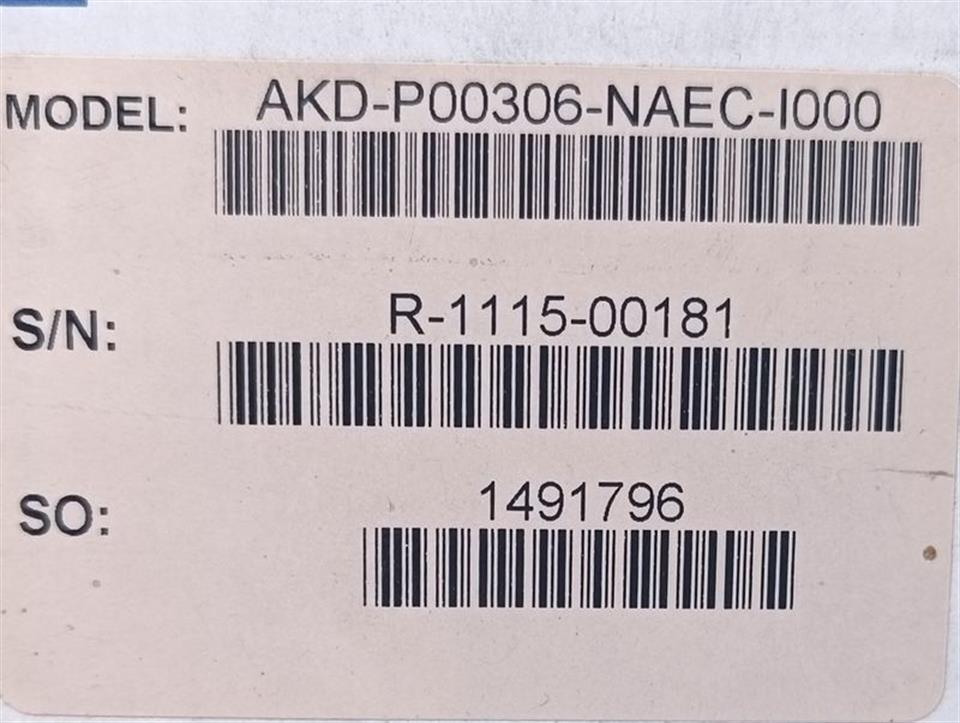 MODEL: AKD-P00306-NAEC-I000
S/N: R-1115-00181
SO: 1491796